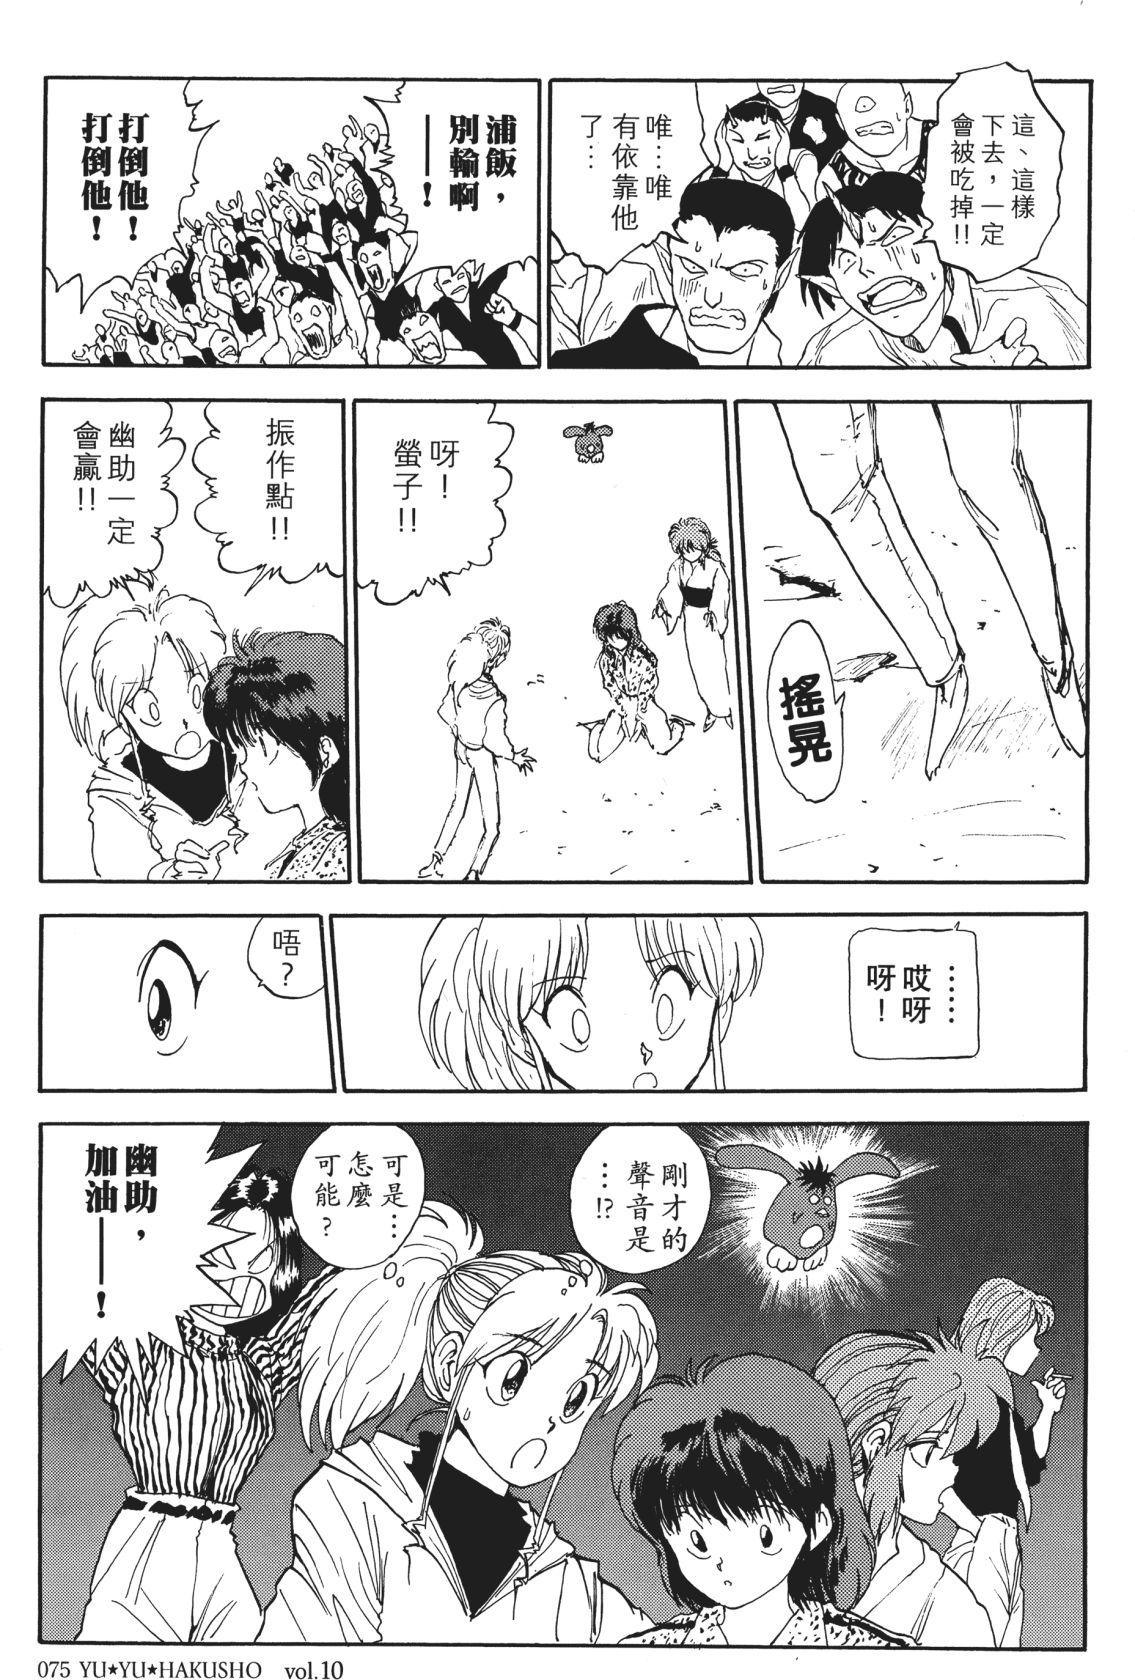 這、這樣
下去，一定
會被吃掉!!
唯…唯
有依靠他
了…
浦飯，
別輸啊
——！
打倒他！
打倒他！
搖晃
呀！
螢子!!
振作點!!
幽助一定
會贏!!
……
哎呀
呀！
唔？
剛才的
聲音是
…!?
可是…
怎麼
可能？
幽助，
加油——！
075 YU★YU★HAKUSHO vol.10